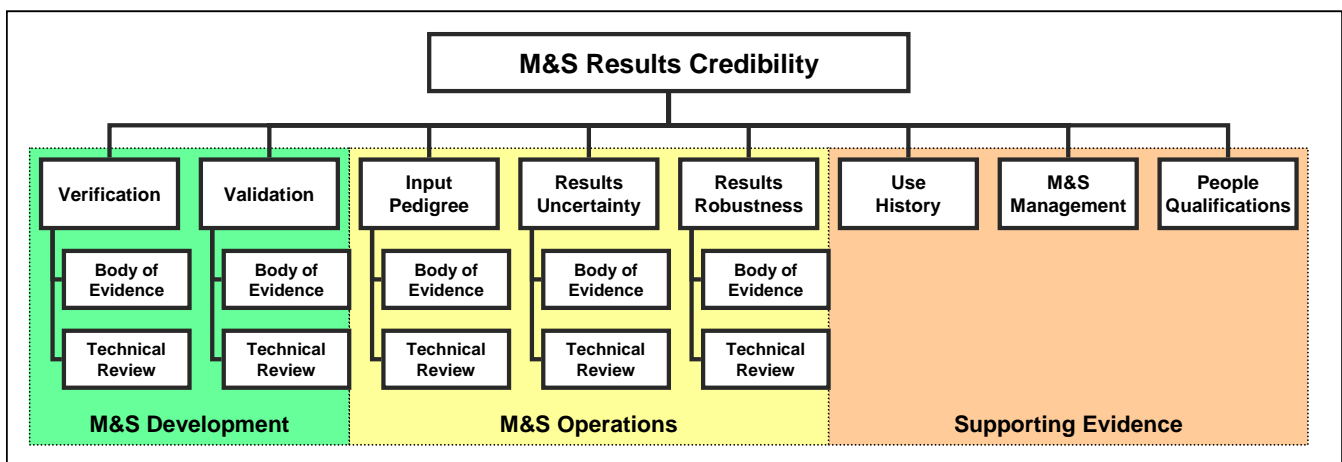 M&S Results Credibility
Verification
Validation
Input
Pedigree
Results
Uncertainty
Results
Robustness
Use
History
M&S
Management
People
Qualifications
Body of
Evidence
Body of
Evidence
Body of
Evidence
Body of
Evidence
Body of
Evidence
Technical
Review
Technical
Review
Technical
Review
Technical
Review
Technical
Review
M&S Development
M&S Operations
Supporting Evidence